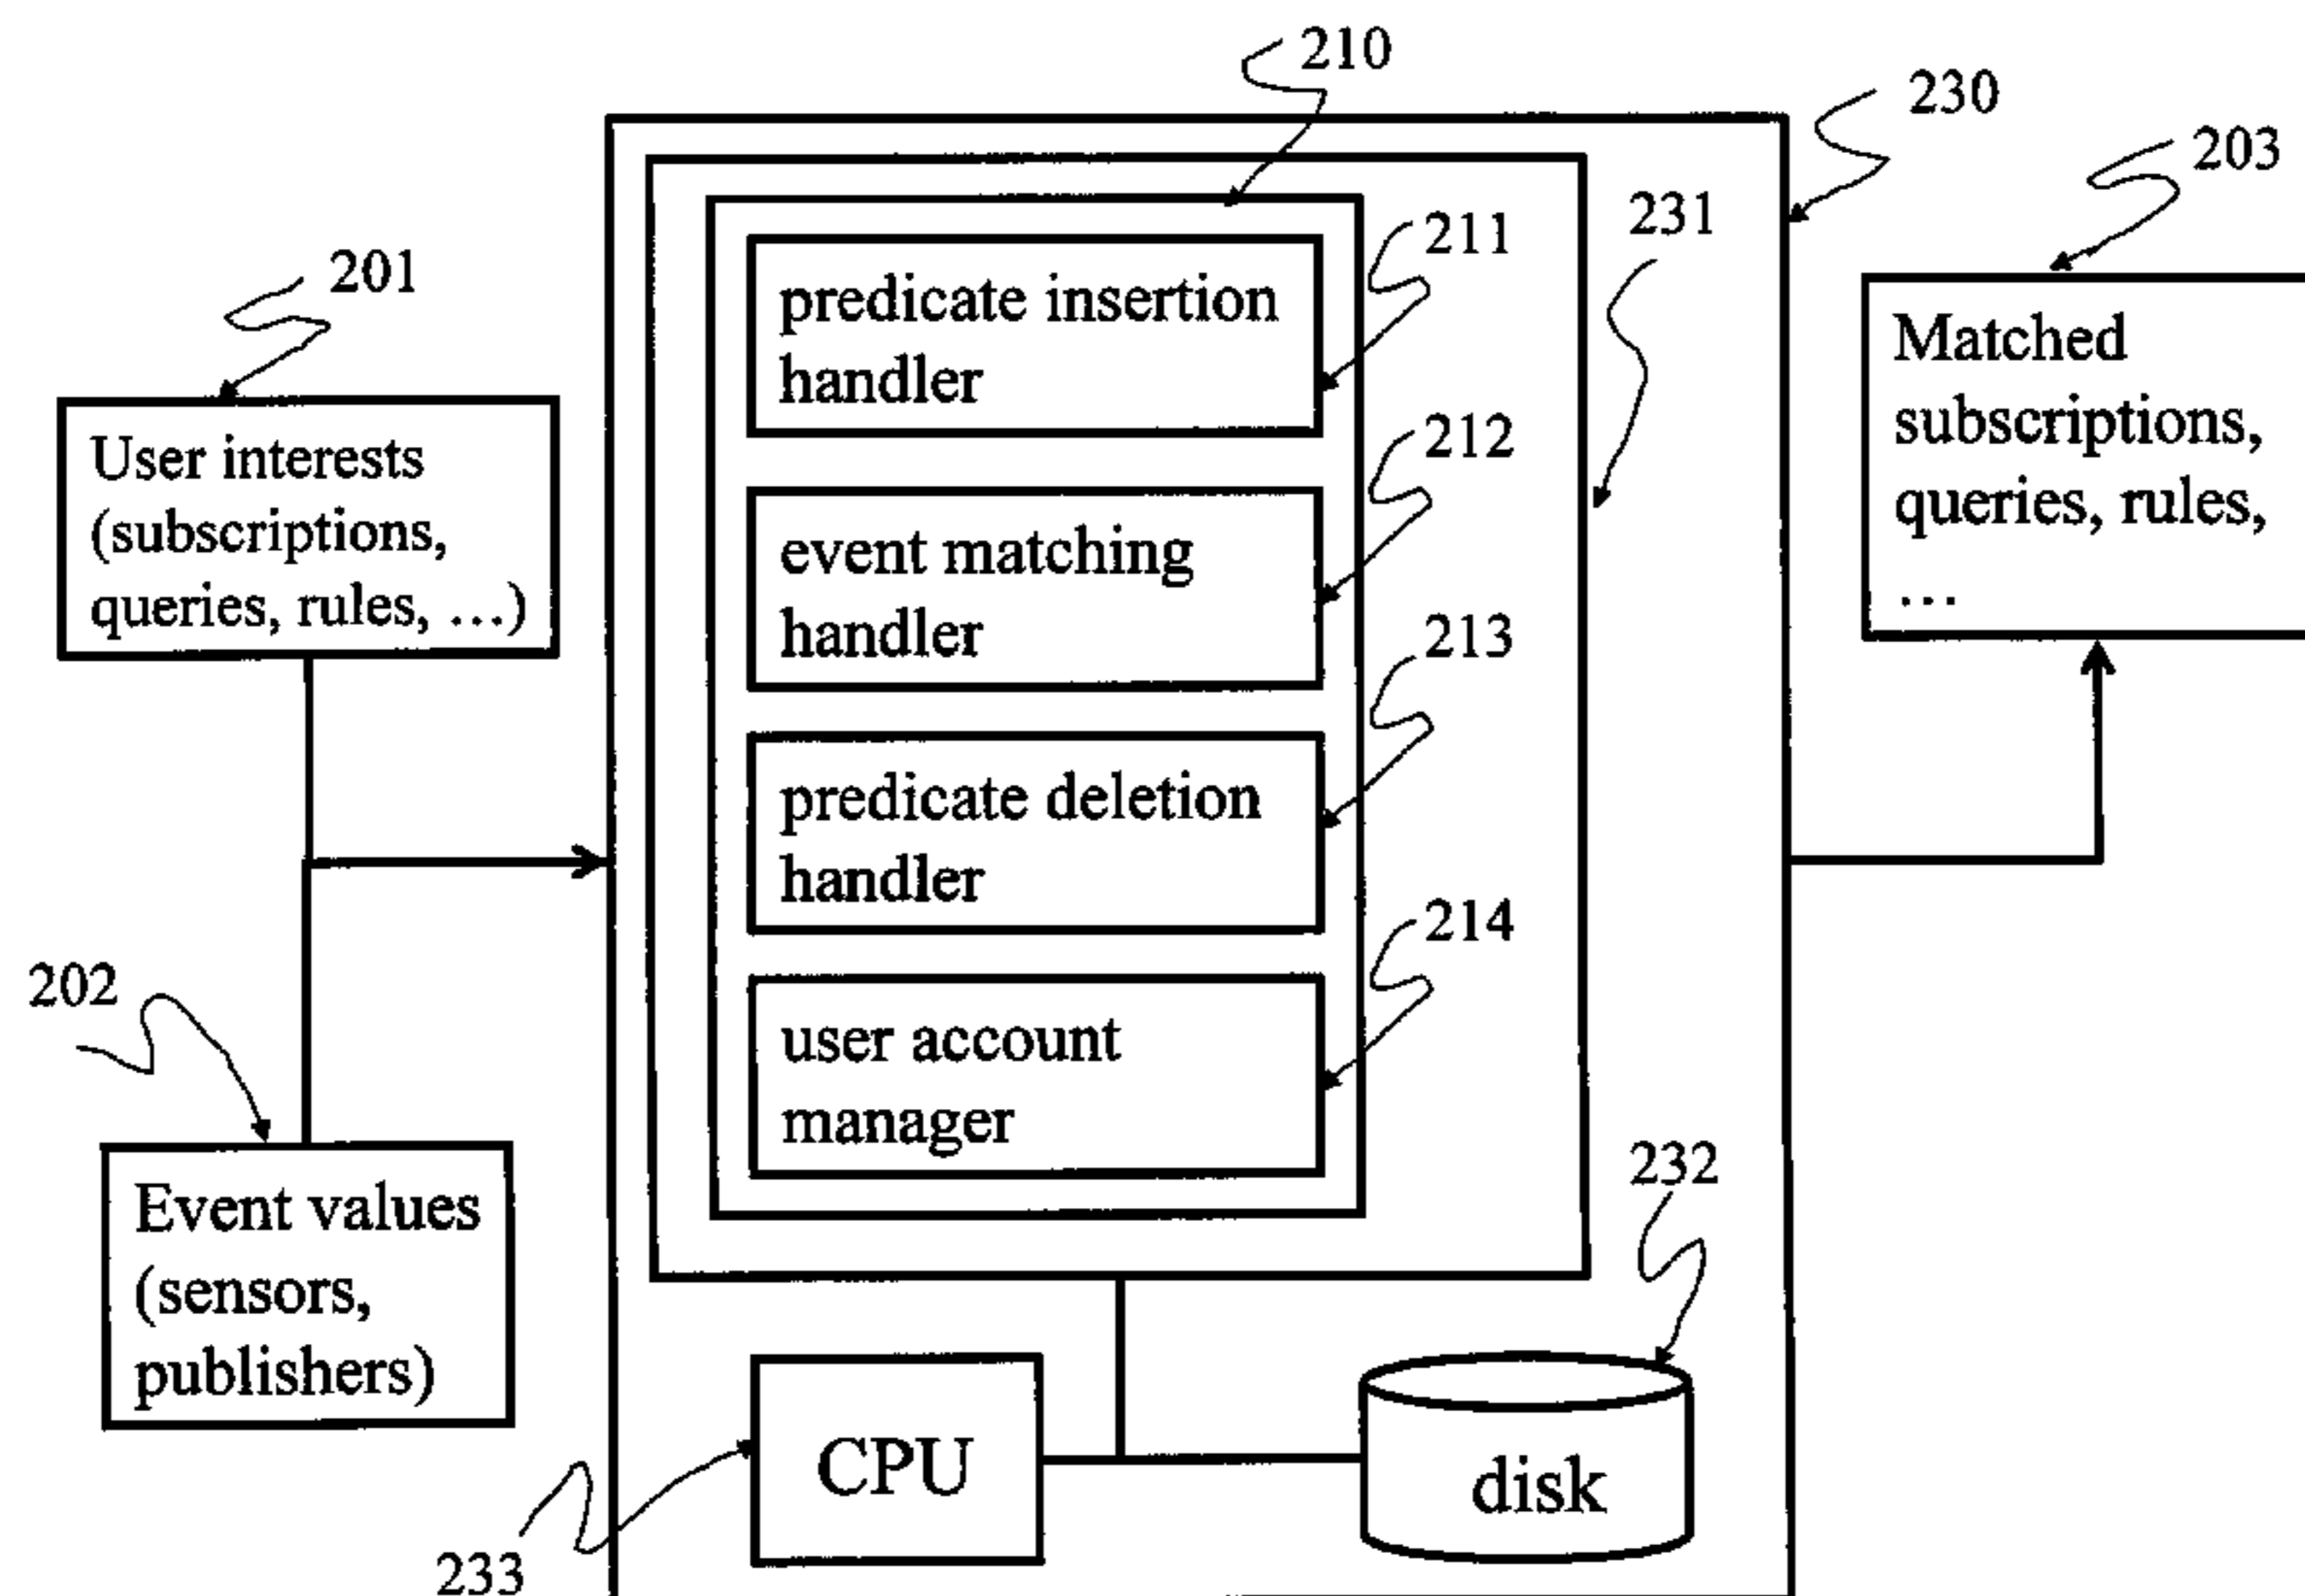 210
230
203
211
231
201
predicate insertion
handler
Matched
subscriptions,
queries, rules,
...
User interests
(subscriptions,
queries, rules, ...)
212
event matching
handler
213
predicate deletion
handler
214
202
user account
manager
Event values
(sensors,
publishers)
232
CPU
disk
233